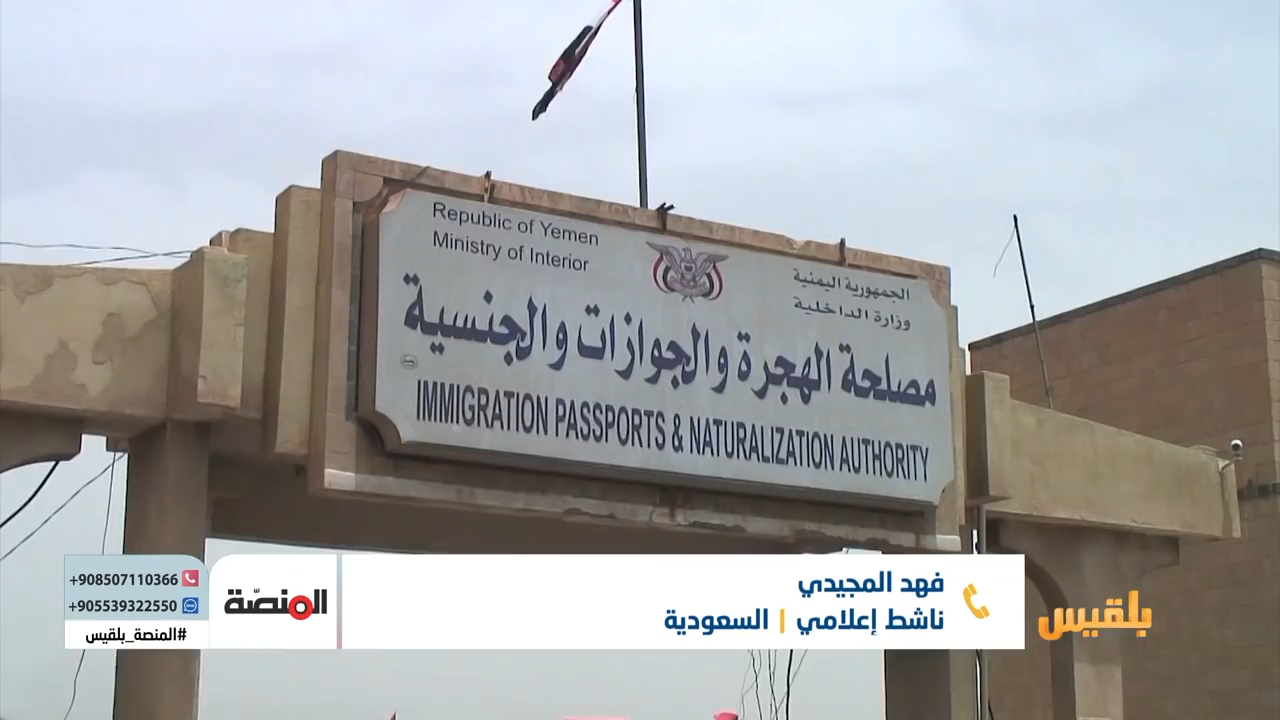 Republic of Yemen
Ministry of Interior
الجمهورية اليمنية
وزارة الداخلية
مصلحة الهجرة والجوازات والجنسية
IMMIGRATION PASSPORTS & NATURALIZATION AUTHORITY
فهد المجيدي
ناشط إعلامي | السعودية
المنصّة
+908507110366
+905539322550
#المنصة_بلقيس
بلقيس